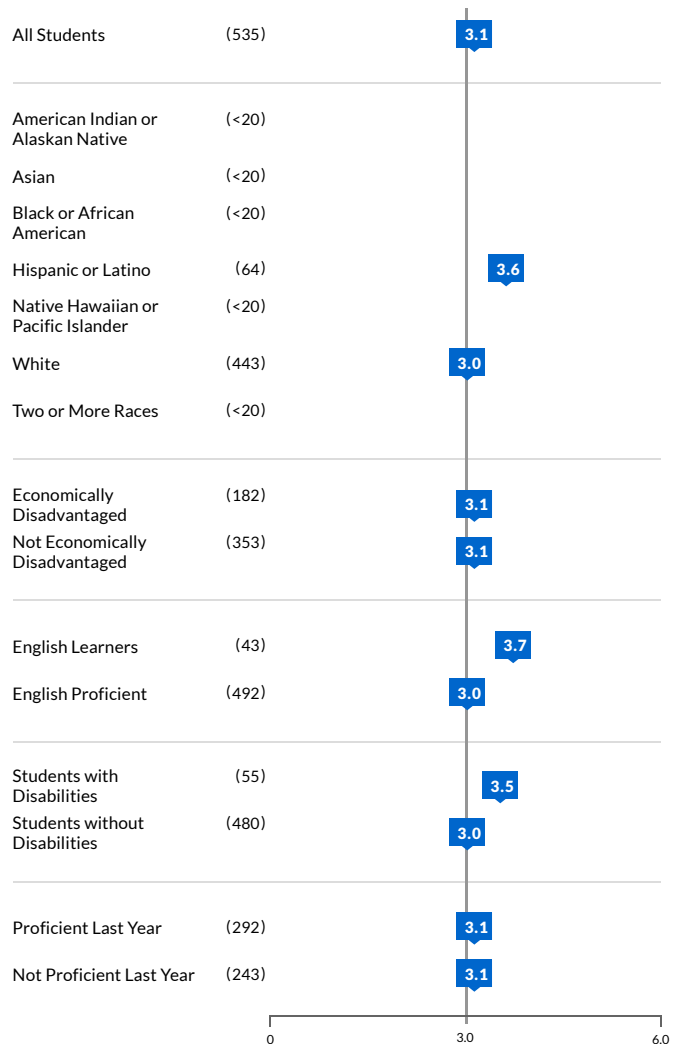 All Students (535) 3.1
American Indian or (<20)
Alaskan Native
Asian (<20)
Black or African (<20)
American
Hispanic or Latino (64) 3.6
Native Hawaiian or (<20)
Pacific Islander
White (443) 3.0
Two or More Races (<20)
Economically (182) 3.1
Disadvantaged
Not Economically (353) 3.1
Disadvantaged
English Learners (43) 3.7
English Proficient (492) 3.0
Students with (55) 3.5
Disabilities
Students without (480) 3.0
Disabilities
Proficient Last Year (292) 3.1
Not Proficient Last Year (243) 3.1
0 3.0 6.0